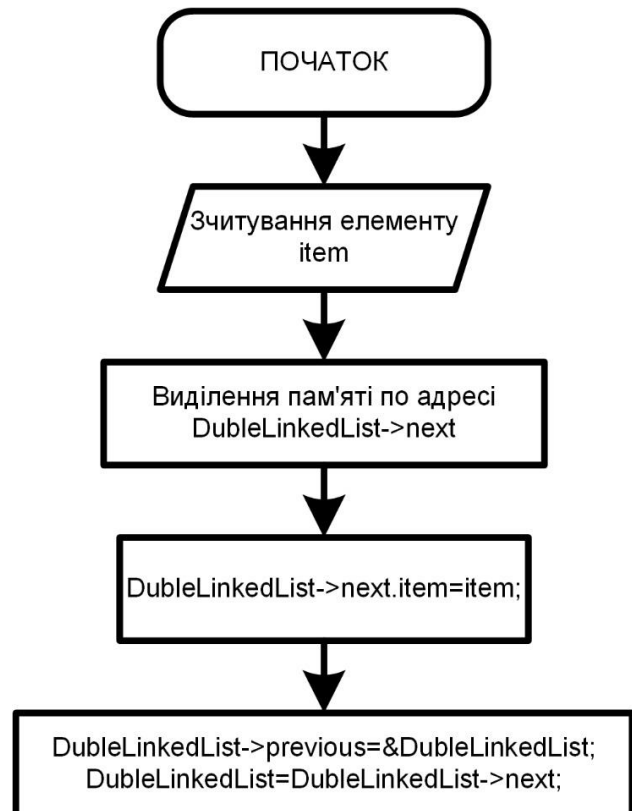 ПОЧАТОК
Зчитування елементу
item
Виділення пам'яті по адресі
DubleLinkedList->next
DubleLinkedList->next.item=item;
DubleLinkedList->previous=&DubleLinkedList;
DubleLinkedList=DubleLinkedList->next;